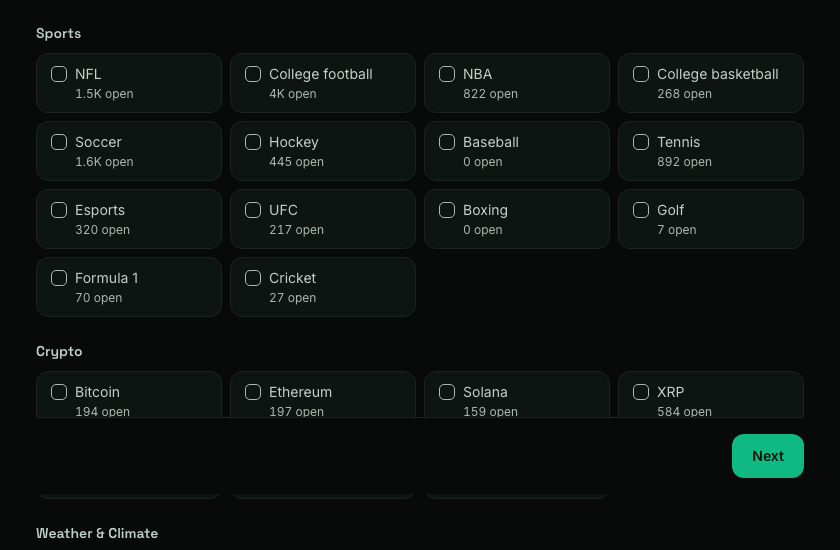 Sports
NFL
1.5K open
College football
4K open
NBA
822 open
College basketball
268 open
Soccer
1.6K open
Hockey
445 open
Baseball
0 open
Tennis
892 open
Esports
320 open
UFC
217 open
Boxing
0 open
Golf
7 open
Formula 1
70 open
Cricket
27 open
Crypto
Bitcoin
194 open
Ethereum
197 open
Solana
159 open
XRP
584 open
Next
Weather & Climate